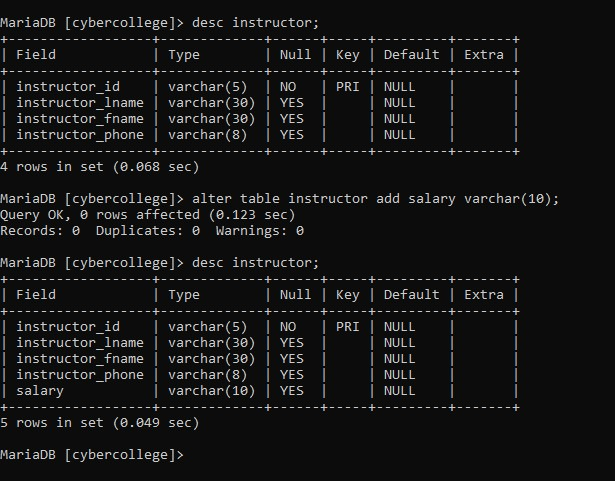 MariaDB [cybercollege]> desc instructor;
+------------------+-------------+------+-----+---------+-------+
| Field            | Type        | Null | Key | Default | Extra |
+------------------+-------------+------+-----+---------+-------+
| instructor_id    | varchar(5)  | NO   | PRI | NULL    |       |
| instructor_lname | varchar(30) | YES  |     | NULL    |       |
| instructor_fname | varchar(30) | YES  |     | NULL    |       |
| instructor_phone | varchar(8)  | YES  |     | NULL    |       |
+------------------+-------------+------+-----+---------+-------+
4 rows in set (0.068 sec)

MariaDB [cybercollege]> alter table instructor add salary varchar(10);
Query OK, 0 rows affected (0.123 sec)
Records: 0  Duplicates: 0  Warnings: 0

MariaDB [cybercollege]> desc instructor;
+------------------+-------------+------+-----+---------+-------+
| Field            | Type        | Null | Key | Default | Extra |
+------------------+-------------+------+-----+---------+-------+
| instructor_id    | varchar(5)  | NO   | PRI | NULL    |       |
| instructor_lname | varchar(30) | YES  |     | NULL    |       |
| instructor_fname | varchar(30) | YES  |     | NULL    |       |
| instructor_phone | varchar(8)  | YES  |     | NULL    |       |
| salary           | varchar(10) | YES  |     | NULL    |       |
+------------------+-------------+------+-----+---------+-------+
5 rows in set (0.049 sec)

MariaDB [cybercollege]>